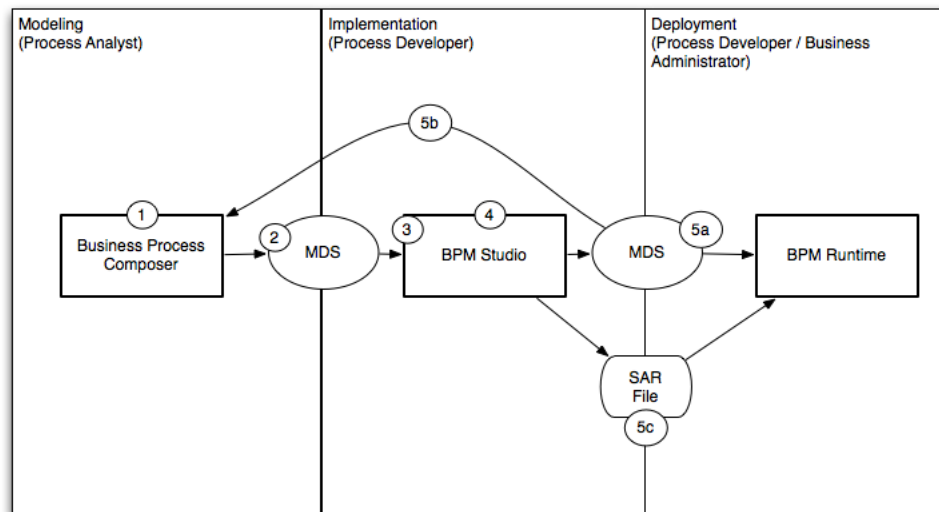 Modeling
(Process Analyst)
Implementation
(Process Developer)
Deployment
(Process Developer / Business
Administrator)
5b
1
Business Process
Composer
2
MDS
3
4
BPM Studio
MDS
5a
BPM Runtime
SAR
File
5c